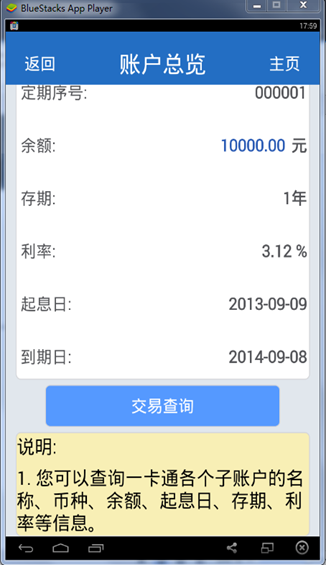 BlueStacks App Player
17:59
返回 账户总览 主页
定期序号: 000001
余额: 10000.00 元
存期: 1年
利率: 3.12 %
起息日: 2013-09-09
到期日: 2014-09-08
交易查询
说明:
1. 您可以查询一卡通各个子账户的名
称、币种、余额、起息日、存期、利
率等信息。